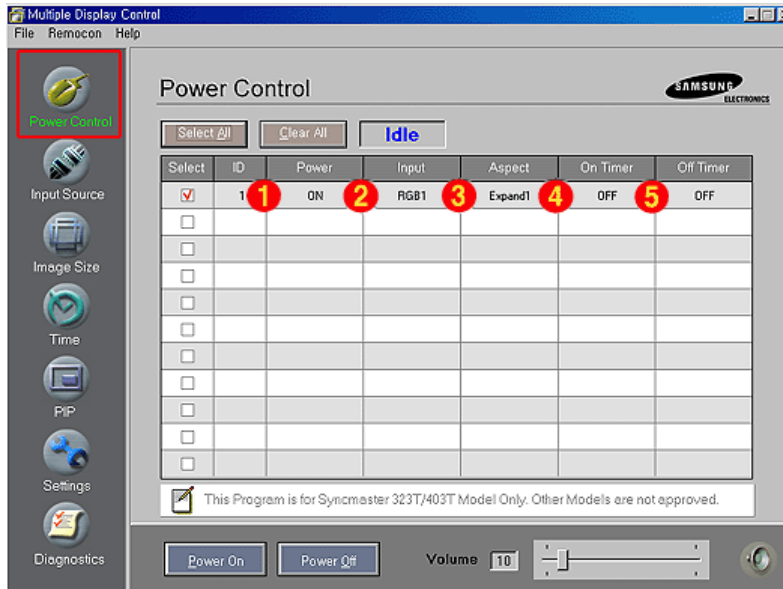 Multiple Display Control
File Remocon Help
Power Control
Input Source
Image Size
Time
PIP
Settings
Diagnostics
Power Control
SAMSUNG
ELECTRONICS
Select All Clear All Idle
Select ID Power Input Aspect On Timer Off Timer
1 1 ON 2 RGB1 3 Expand1 4 OFF 5 OFF
This Program is for Syncmaster 323T/403T Model Only. Other Models are not approved.
Power On Power Off Volume 10